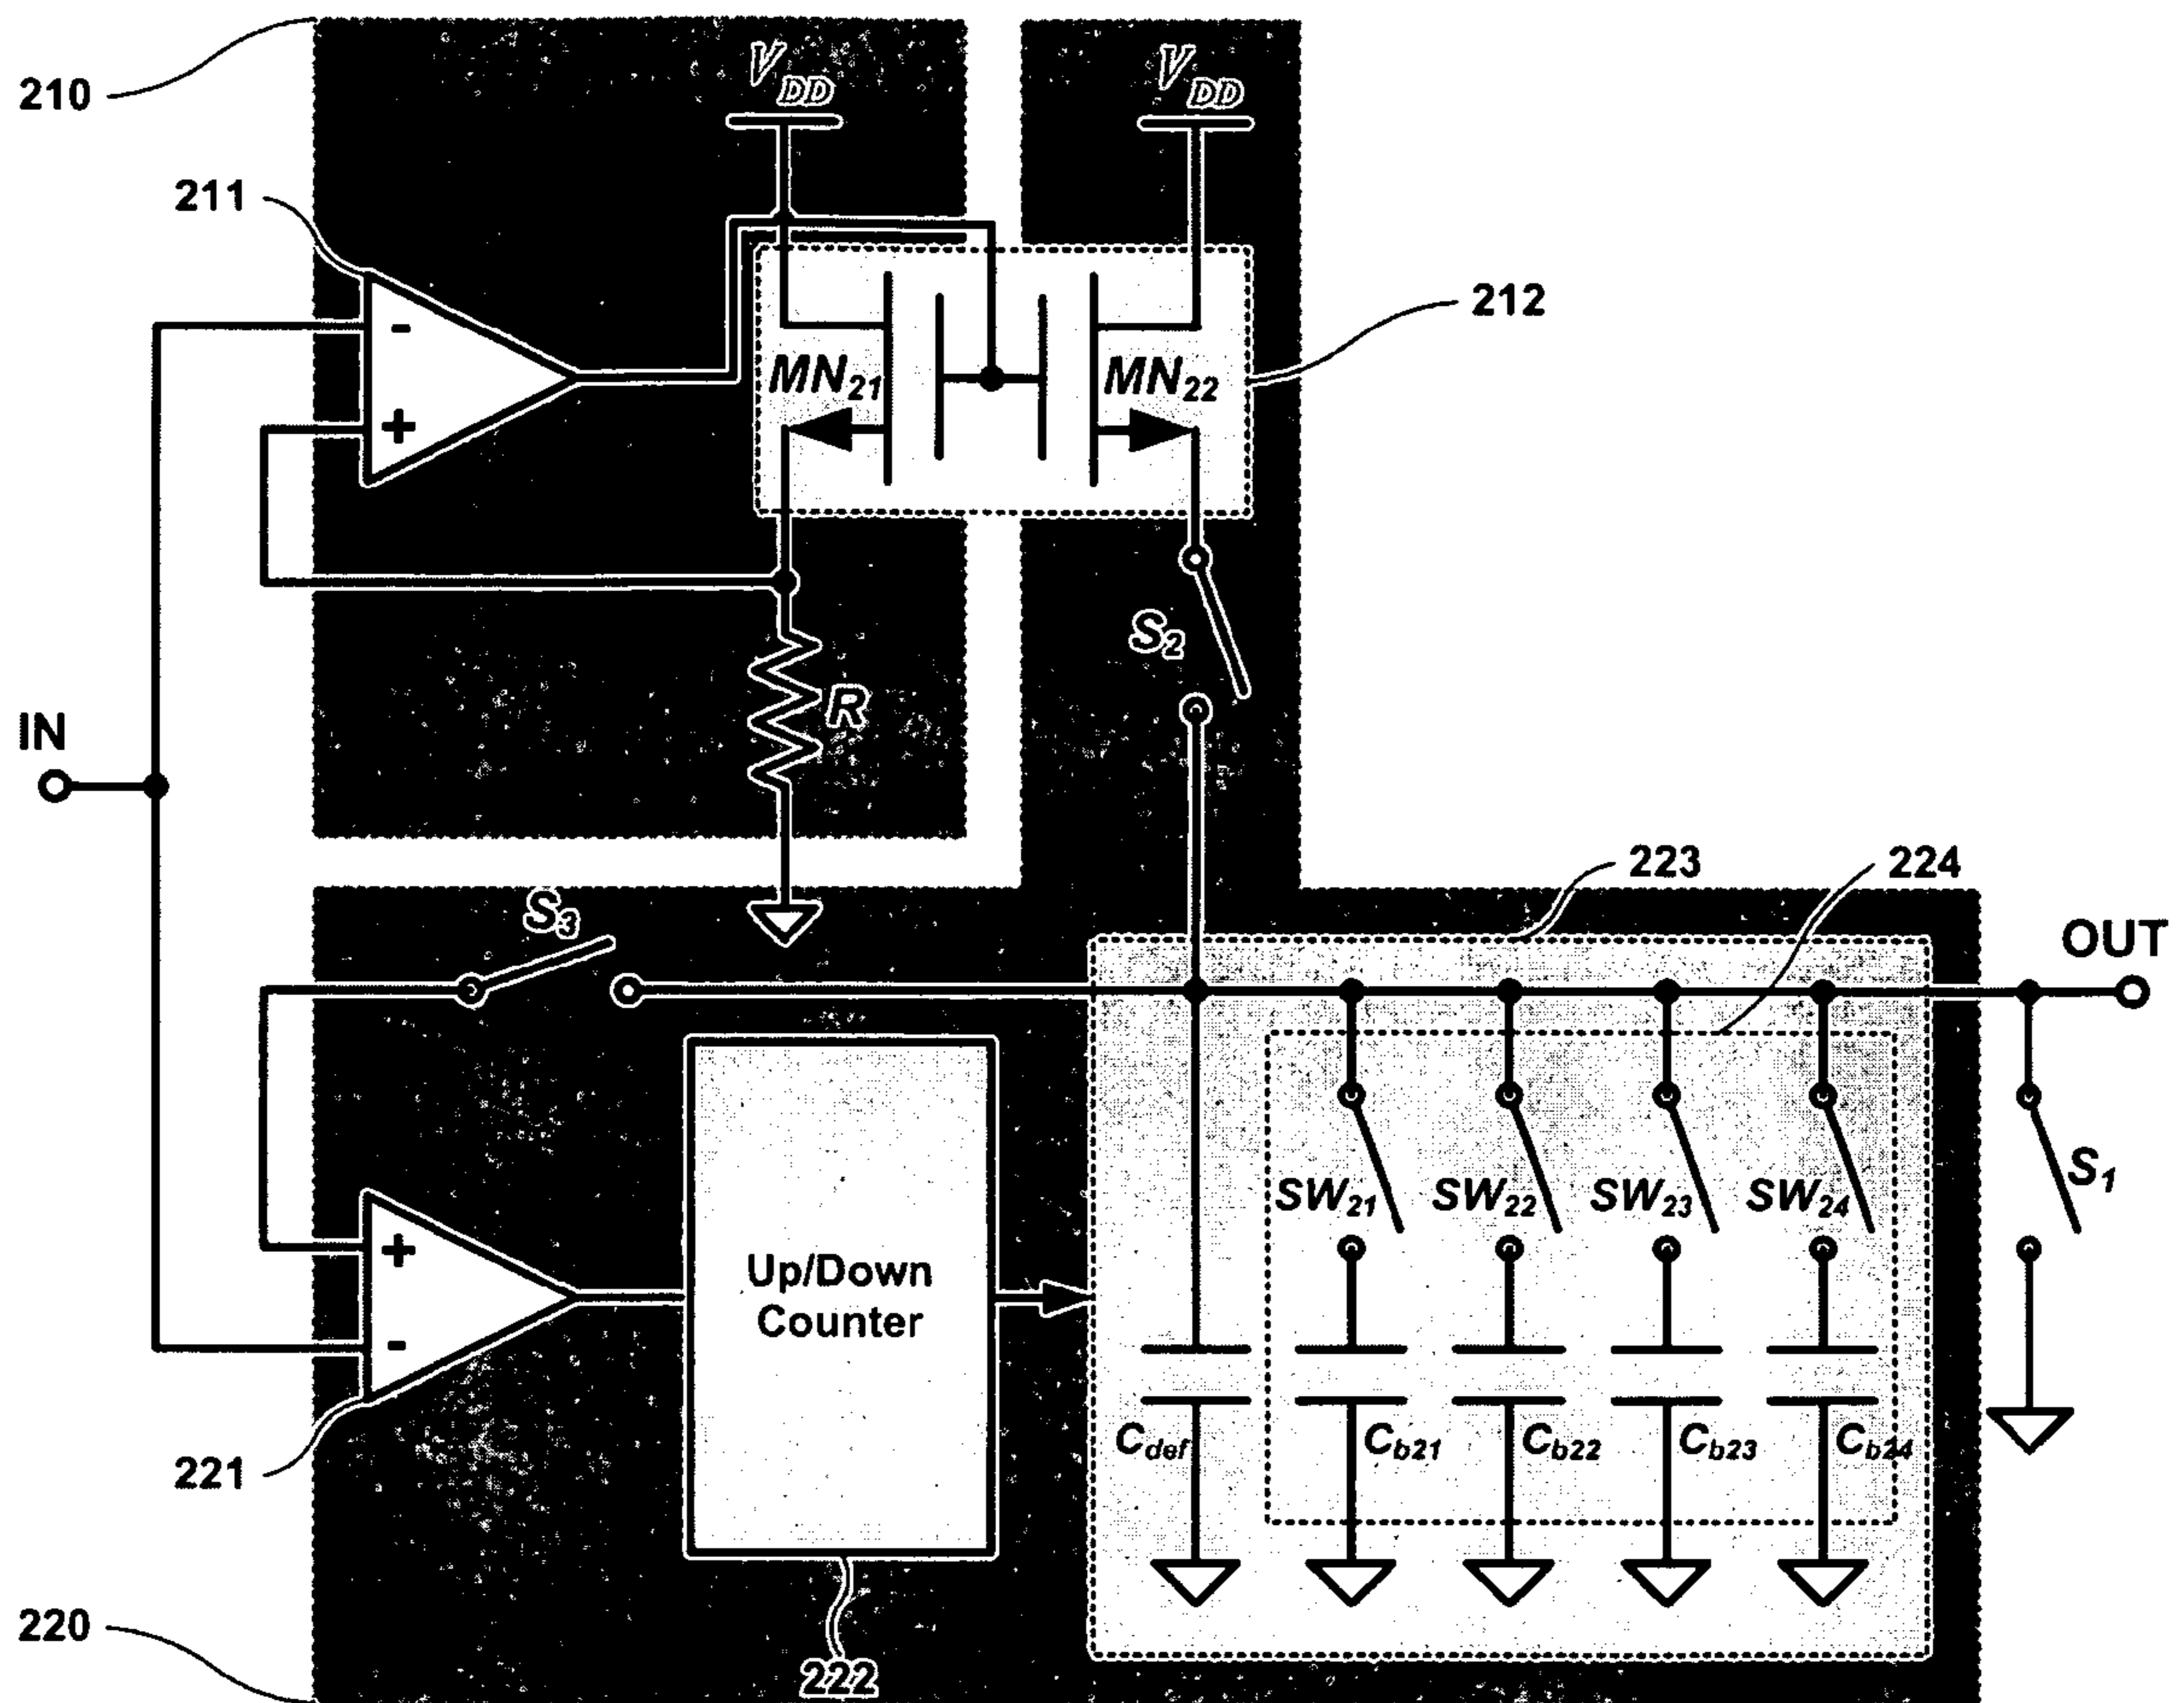 210
V_DD
V_DD
211
-
+
MN21
MN22
212
S2
R
IN
S3
223
224
OUT
+
-
Up/Down
Counter
SW21
SW22
SW23
SW24
S1
Cdef
Cb21
Cb22
Cb23
Cb24
221
220
222